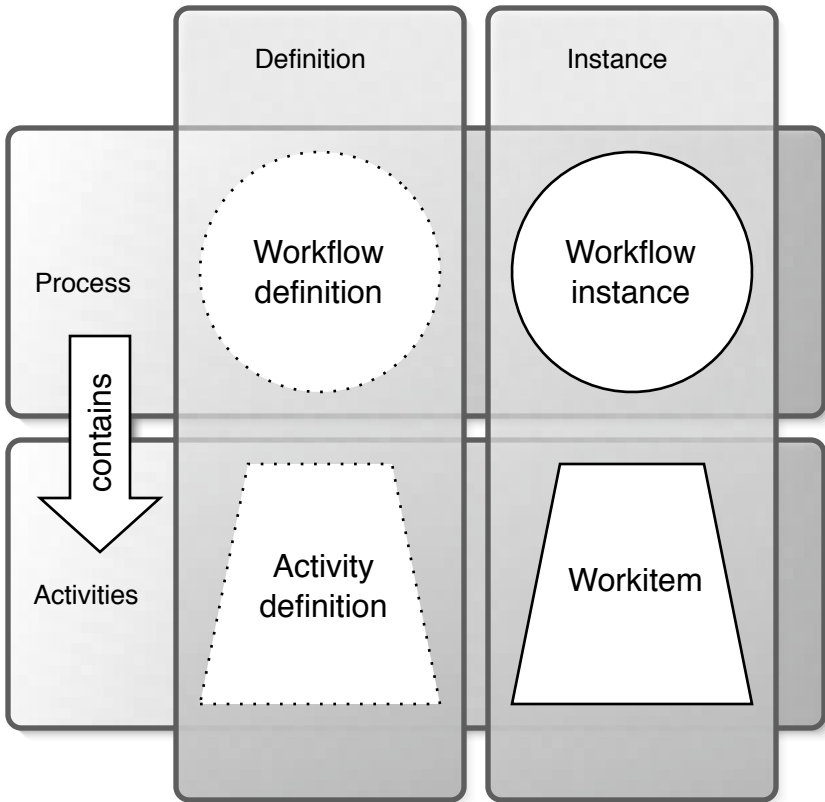 Definition
Instance
Workflow
definition
Workflow
instance
Process
contains
Activity
definition
Workitem
Activities